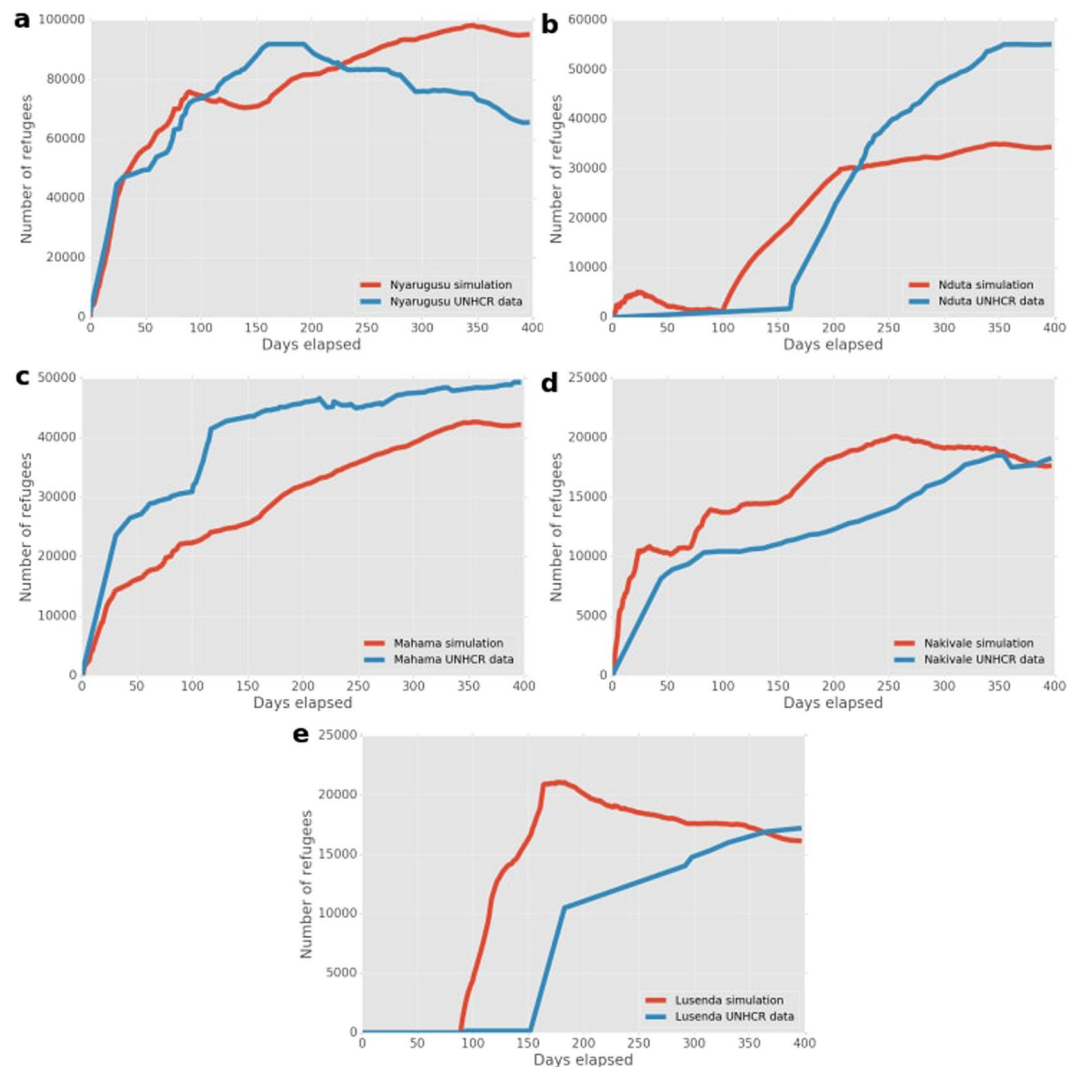 a
100000
80000
60000
40000
20000
0
Number of refugees
0 50 100 150 200 250 300 350 400
Days elapsed
Nyarugusu simulation
Nyarugusu UNHCR data
b
60000
50000
40000
30000
20000
10000
0
Number of refugees
0 50 100 150 200 250 300 350 400
Days elapsed
Nduta simulation
Nduta UNHCR data
c
50000
40000
30000
20000
10000
0
Number of refugees
0 50 100 150 200 250 300 350 400
Days elapsed
Mahama simulation
Mahama UNHCR data
d
25000
20000
15000
10000
5000
0
Number of refugees
0 50 100 150 200 250 300 350 400
Days elapsed
Nakivale simulation
Nakivale UNHCR data
e
25000
20000
15000
10000
5000
0
Number of refugees
0 50 100 150 200 250 300 350 400
Days elapsed
Lusenda simulation
Lusenda UNHCR data